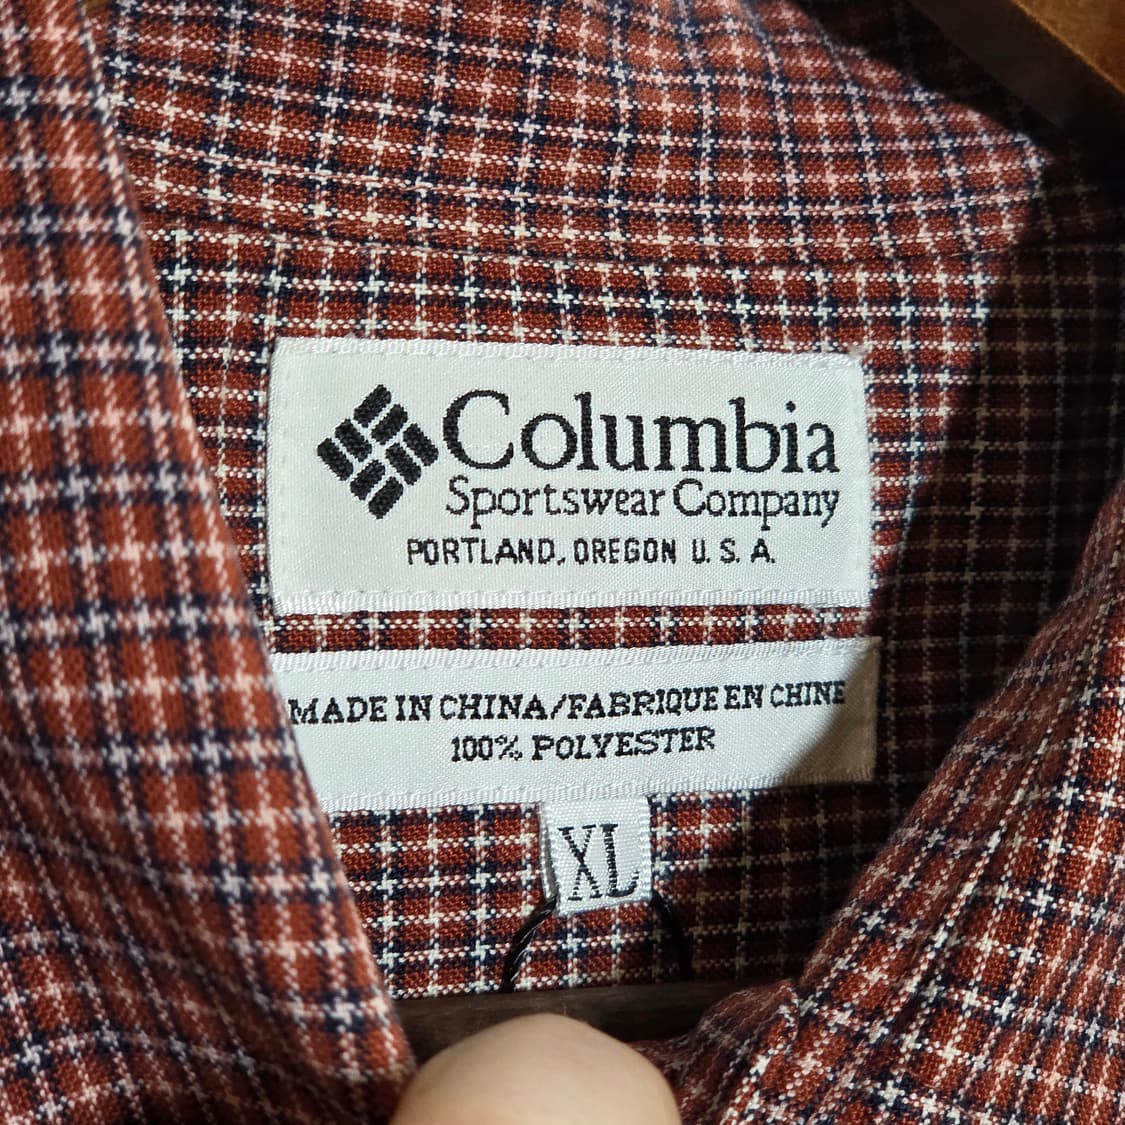 Columbia
Sportswear Company
PORTLAND, OREGON U.S.A.
MADE IN CHINA/FABRIQUE EN CHINE
100% POLYESTER
XL